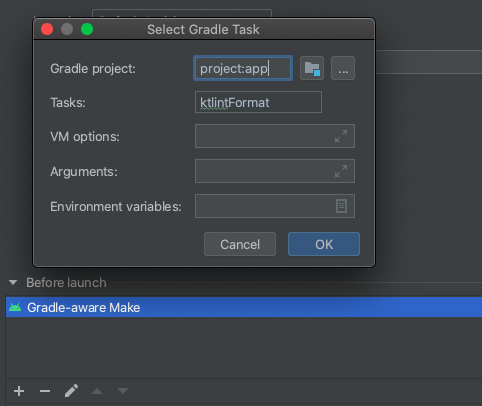 Select Gradle Task
Gradle project: project:app ...
Tasks: ktlintFormat
VM options:
Arguments:
Environment variables:
Cancel OK
Before launch
Gradle-aware Make